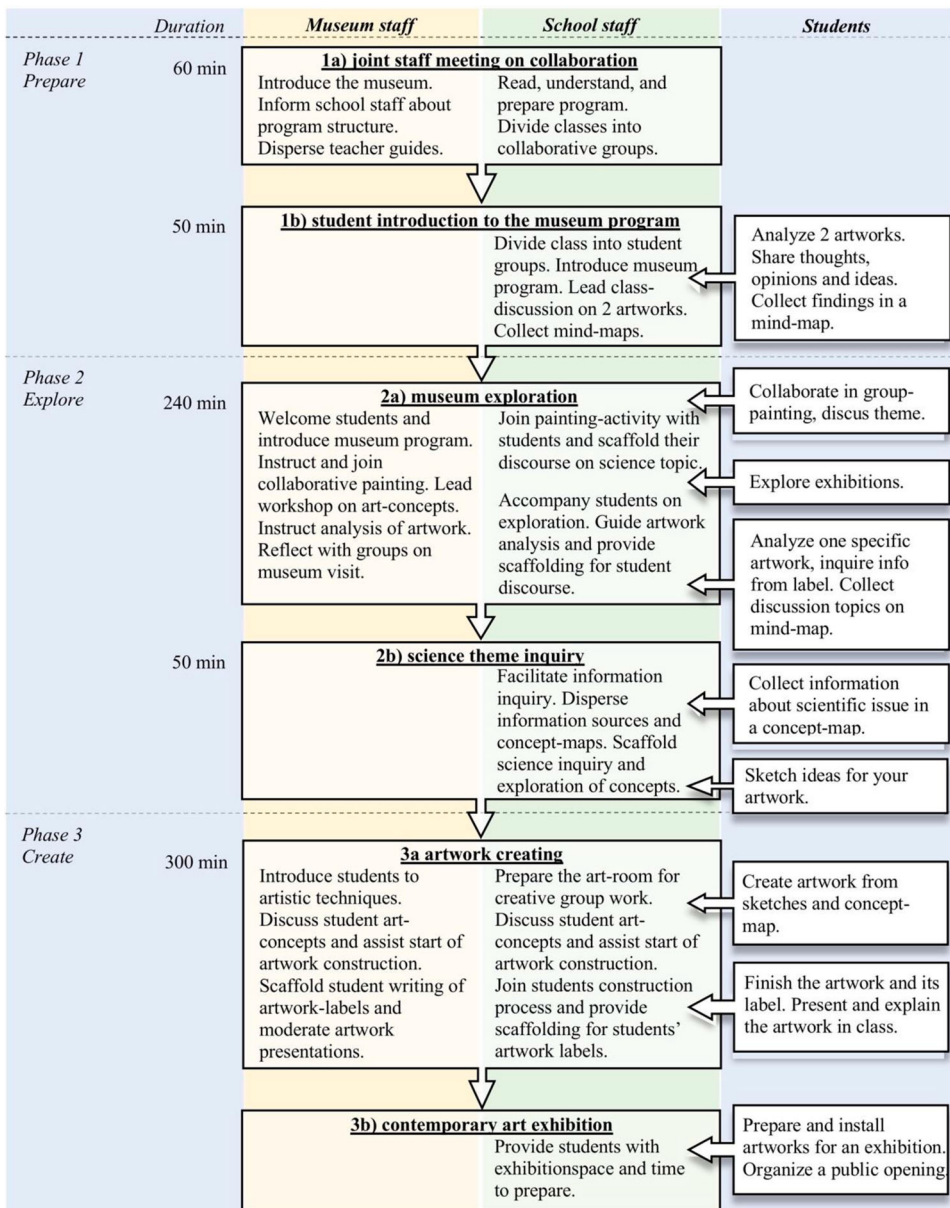 Duration
Museum staff
School staff
Students
Phase 1
Prepare
60 min
1a) joint staff meeting on collaboration
Introduce the museum.
Inform school staff about
program structure.
Disperse teacher guides.
Read, understand, and
prepare program.
Divide classes into
collaborative groups.
50 min
1b) student introduction to the museum program
Divide class into student
groups. Introduce museum
program. Lead class-
discussion on 2 artworks.
Collect mind-maps.
Analyze 2 artworks.
Share thoughts,
opinions and ideas.
Collect findings in a
mind-map.
Phase 2
Explore
240 min
2a) museum exploration
Welcome students and
introduce museum program.
Instruct and join
collaborative painting. Lead
workshop on art-concepts.
Instruct analysis of artwork.
Reflect with groups on
museum visit.
Join painting-activity with
students and scaffold their
discourse on science topic.
Accompany students on
exploration. Guide artwork
analysis and provide
scaffolding for student
discourse.
Collaborate in group-
painting, discus theme.
Explore exhibitions.
Analyze one specific
artwork, inquire info
from label. Collect
discussion topics on
mind-map.
50 min
2b) science theme inquiry
Facilitate information
inquiry. Disperse
information sources and
concept-maps. Scaffold
science inquiry and
exploration of concepts.
Collect information
about scientific issue in
a concept-map.
Sketch ideas for your
artwork.
Phase 3
Create
300 min
3a artwork creating
Introduce students to
artistic techniques.
Discuss student art-
concepts and assist start of
artwork construction.
Scaffold student writing of
artwork-labels and
moderate artwork
presentations.
Prepare the art-room for
creative group work.
Discuss student art-
concepts and assist start of
artwork construction.
Join students construction
process and provide
scaffolding for students’
artwork labels.
Create artwork from
sketches and concept-
map.
Finish the artwork and its
label. Present and explain
the artwork in class.
3b) contemporary art exhibition
Provide students with
exhibitionspace and time
to prepare.
Prepare and install
artworks for an exhibition.
Organize a public opening.